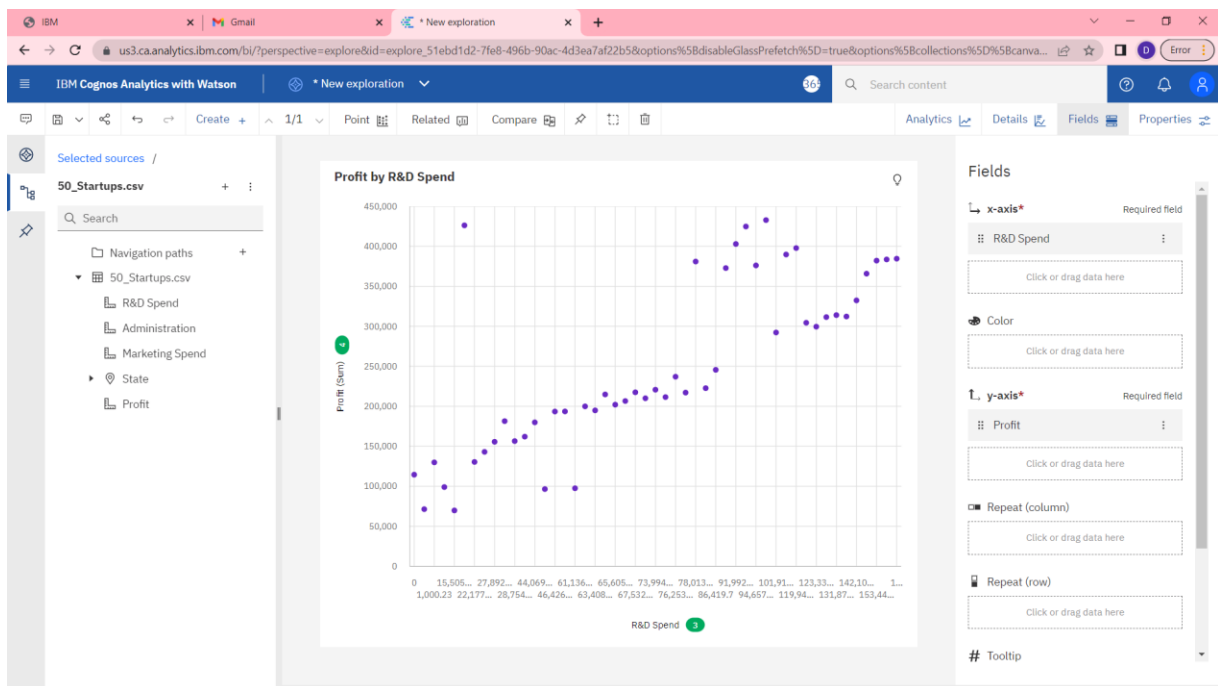 IBM
Gmail
* New exploration
us3.ca.analytics.ibm.com/bi/?perspective=explore&id=explore_51ebd1d2-7fe8-496b-90ac-4d3ea7af22b5&options%5BdisableGlassPrefetch%5D=true&options%5Bcollections%5D%5Bcanva...
D
Error
IBM Cognos Analytics with Watson
* New exploration
Search content
Create +
1/1
Point
Related
Compare
Analytics
Details
Fields
Properties
Selected sources /
50_Startups.csv
Search
Navigation paths
50_Startups.csv
R&D Spend
Administration
Marketing Spend
State
Profit
Profit by R&D Spend
Profit (Sum)
4
450,000
400,000
350,000
300,000
250,000
200,000
150,000
100,000
50,000
0
0 15,505... 27,892... 44,069... 61,136... 65,605... 73,994... 78,013... 91,992... 101,91... 123,33... 142,10... 1...
1,000.23 22,177... 28,754... 46,426... 63,408... 67,532... 76,253... 86,419.7 94,657... 119,94... 131,87... 153,44...
R&D Spend 3
Fields
x-axis* Required field
R&D Spend
Click or drag data here
Color
Click or drag data here
y-axis* Required field
Profit
Click or drag data here
Repeat (column)
Click or drag data here
Repeat (row)
Click or drag data here
# Tooltip